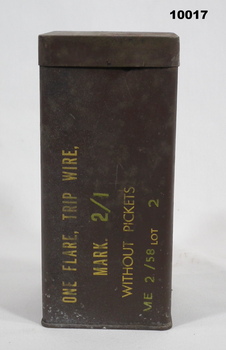 10017
ONE FLARE, TRIP WIRE,
MARK. 2/1
WITHOUT PICKETS
ME 2/58 LOT 2